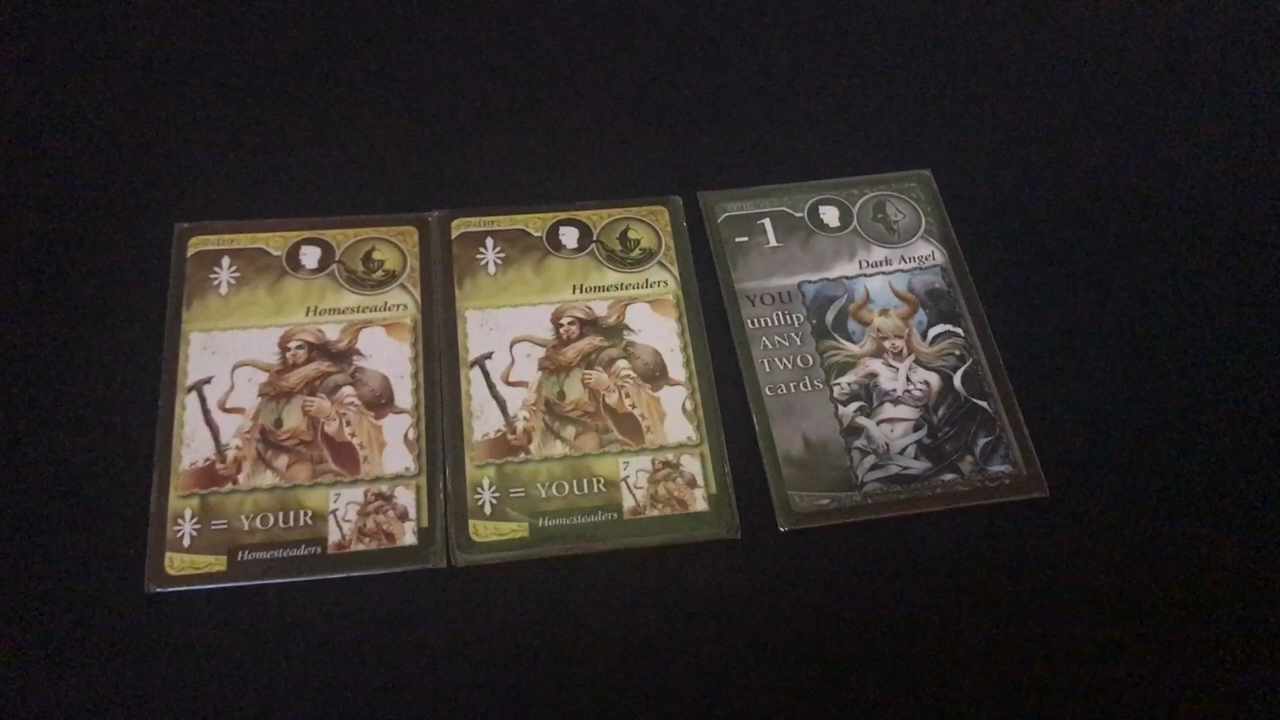 Homesteaders
= YOUR
7
Homesteaders
Homesteaders
= YOUR
7
Homesteaders
-1
Dark Angel
YOU
unflip
ANY
TWO
cards